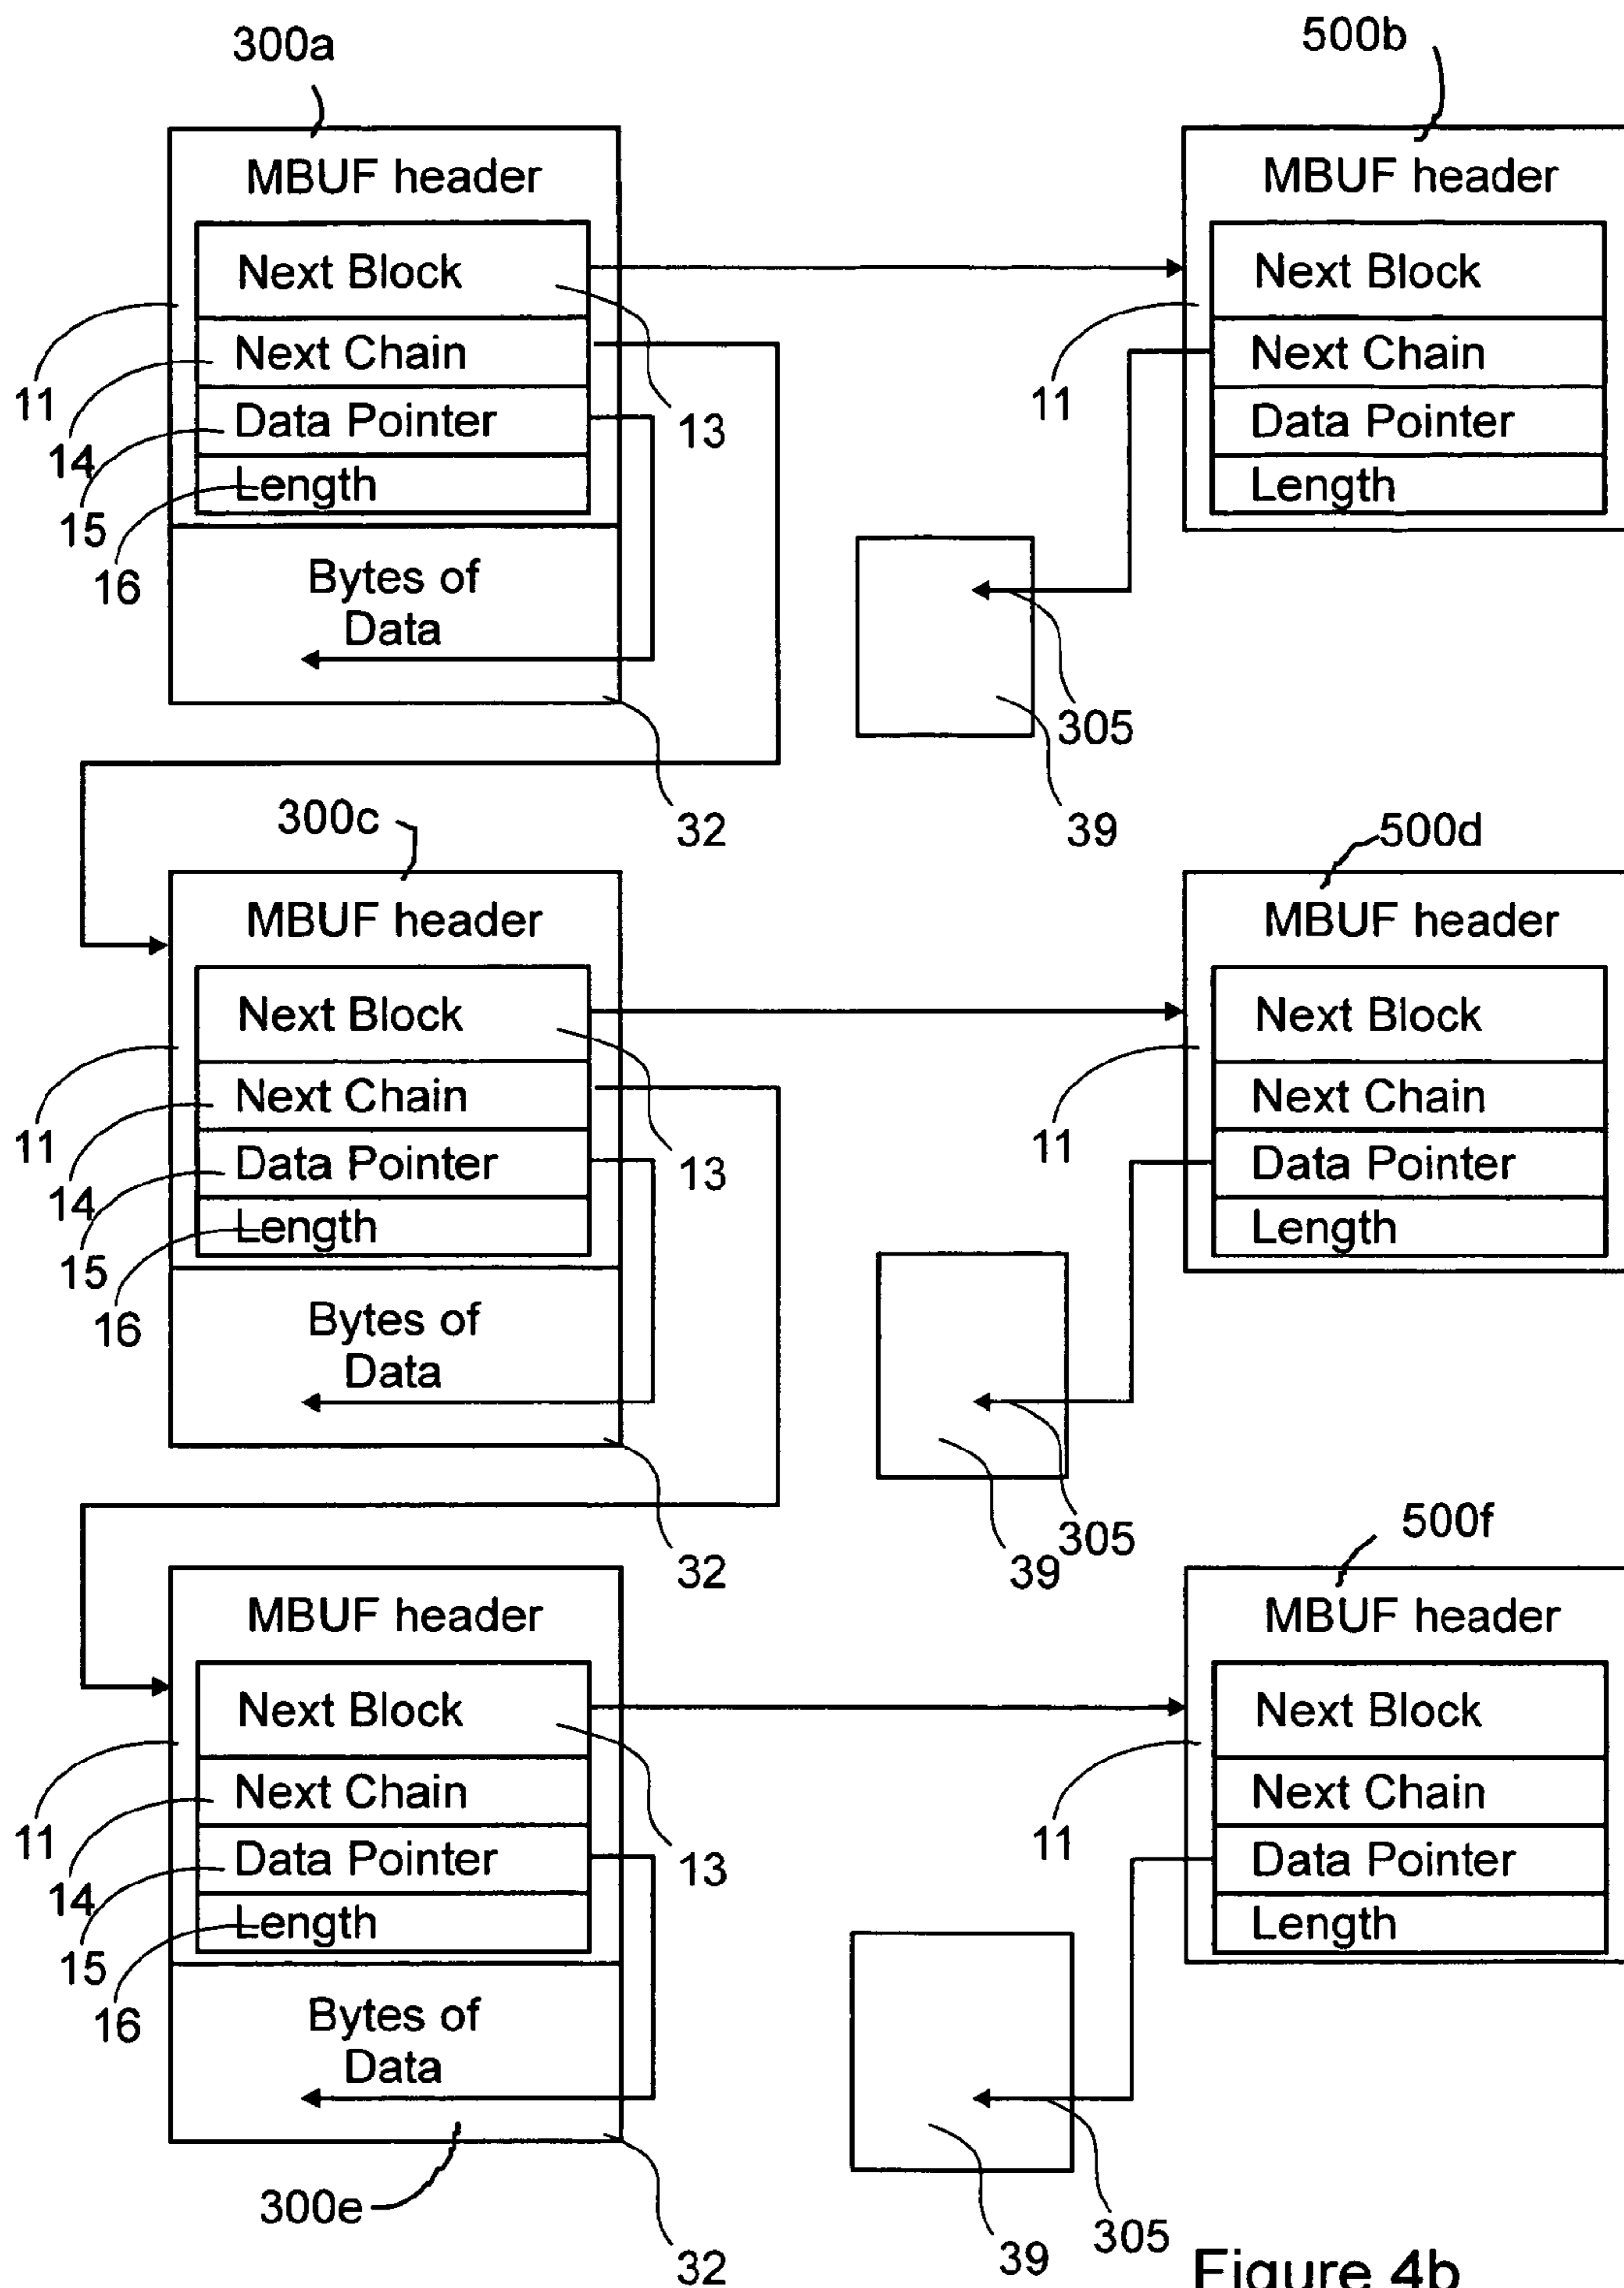 300a
500b
MBUF header
MBUF header
Next Block
Next Block
Next Chain
Next Chain
11
11
Data Pointer
13
Data Pointer
14
Length
Length
15
16
Bytes of
Data
305
32
39
300c
500d
MBUF header
MBUF header
Next Block
Next Block
Next Chain
Next Chain
11
11
Data Pointer
13
Data Pointer
14
Length
Length
15
16
Bytes of
Data
305
32
39
500f
MBUF header
MBUF header
Next Block
Next Block
Next Chain
Next Chain
11
11
Data Pointer
13
Data Pointer
14
Length
Length
15
16
Bytes of
Data
300e
305
32
39
Figure 4b